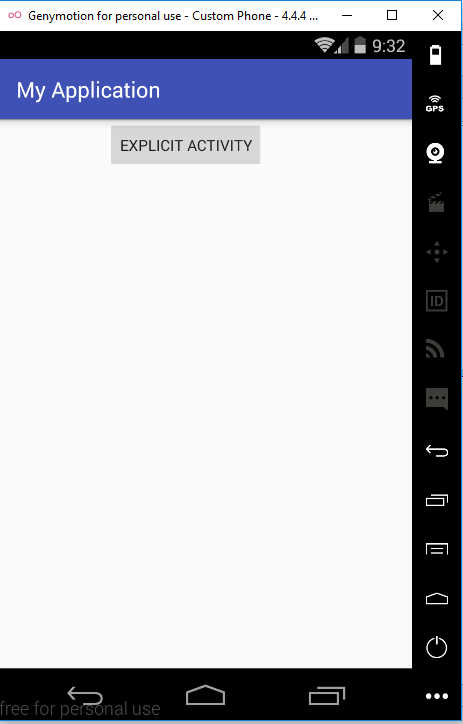 Genymotion for personal use - Custom Phone - 4.4.4 ...
9:32
My Application
GPS
EXPLICIT ACTIVITY
ID
free for personal use